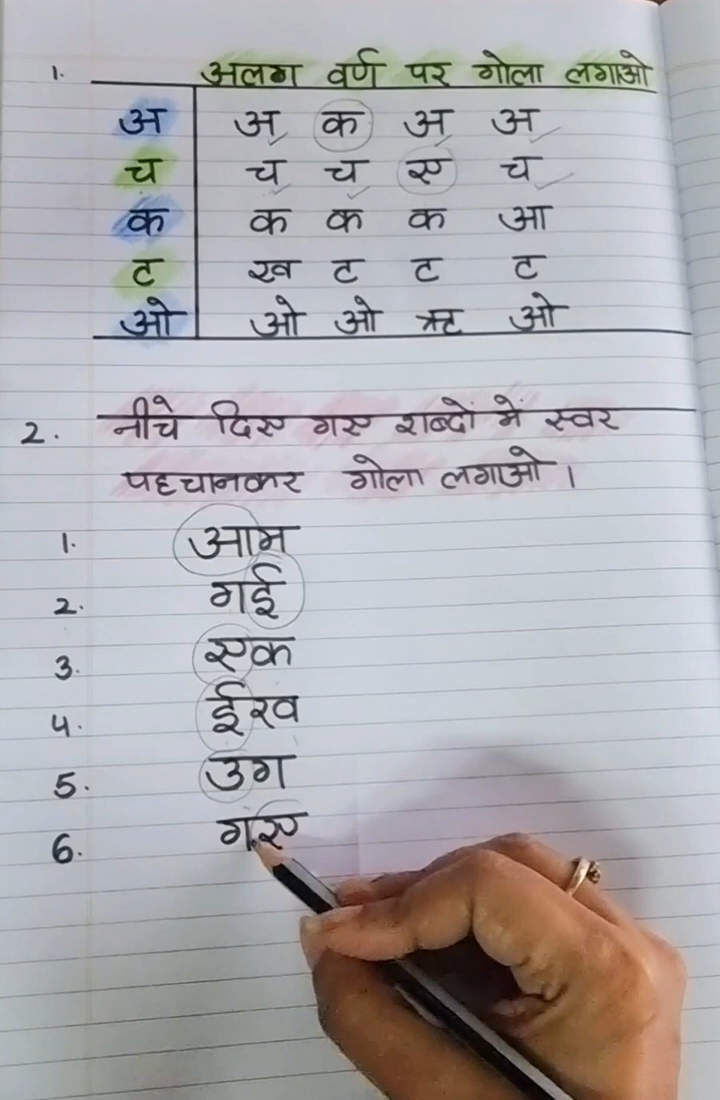 1. अलग वर्ण पर गोला लगाओ
अ अ क अ अ
च च च ए च
क क क क आ
ट ख ट ट ट
ओ ओ ओ ऋ ओ
2. नीचे दिए गए शब्दों में स्वर
पहचानकर गोला लगाओ ।
1. आम
2. गई
3. एक
4. ईख
5. उग
6. गए